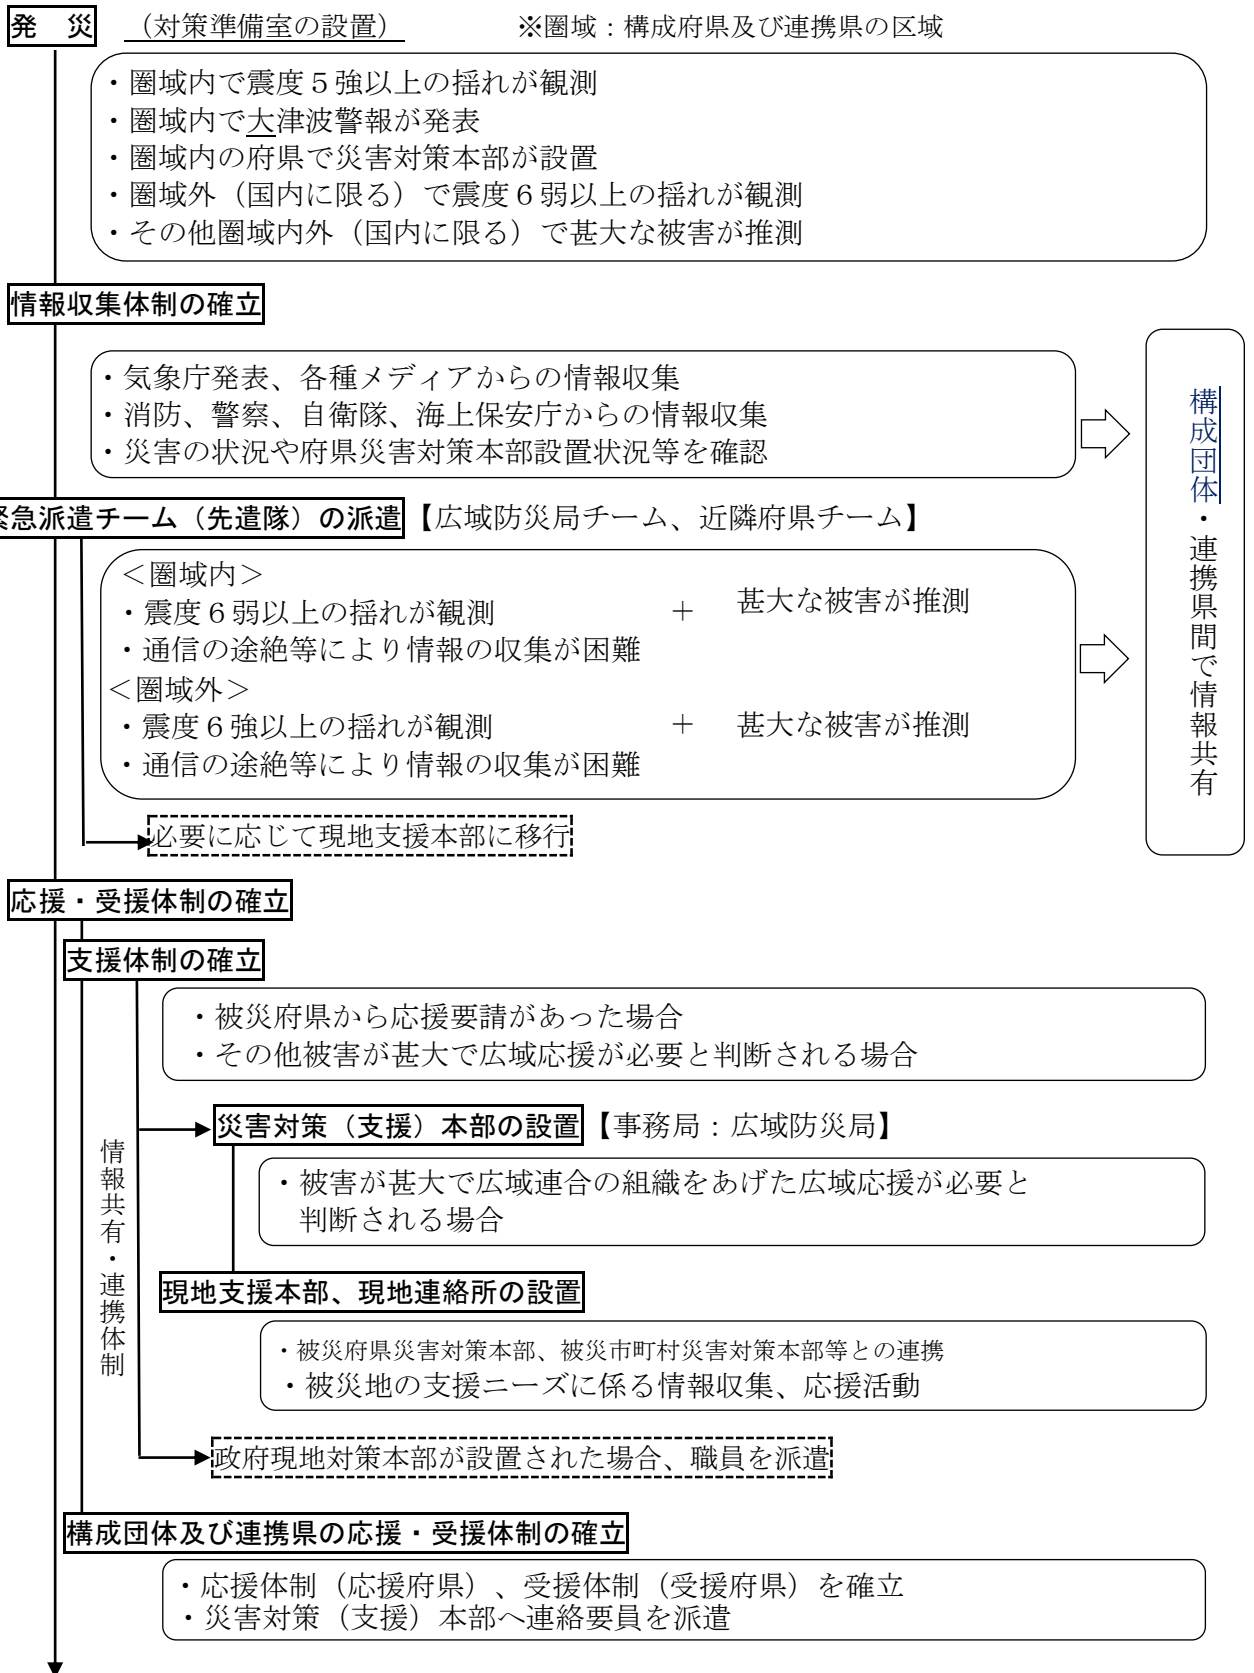 発　災　（対策準備室の設置）　※圏域：構成府県及び連携県の区域
・圏域内で震度５強以上の揺れが観測
・圏域内で大津波警報が発表
・圏域内の府県で災害対策本部が設置
・圏域外（国内に限る）で震度６弱以上の揺れが観測
・その他圏域内外（国内に限る）で甚大な被害が推測
情報収集体制の確立
・気象庁発表、各種メディアからの情報収集
・消防、警察、自衛隊、海上保安庁からの情報収集
・災害の状況や府県災害対策本部設置状況等を確認
構成団体・連携県間で情報共有
緊急派遣チーム（先遣隊）の派遣【広域防災局チーム、近隣府県チーム】
＜圏域内＞
・震度６弱以上の揺れが観測　＋　甚大な被害が推測
・通信の途絶等により情報の収集が困難
＜圏域外＞
・震度６強以上の揺れが観測　＋　甚大な被害が推測
・通信の途絶等により情報の収集が困難
必要に応じて現地支援本部に移行
応援・受援体制の確立
支援体制の確立
・被災府県から応援要請があった場合
・その他被害が甚大で広域応援が必要と判断される場合
情報共有・連携体制
災害対策（支援）本部の設置【事務局：広域防災局】
・被害が甚大で広域連合の組織をあげた広域応援が必要と
判断される場合
現地支援本部、現地連絡所の設置
・被災府県災害対策本部、被災市町村災害対策本部等との連携
・被災地の支援ニーズに係る情報収集、応援活動
政府現地対策本部が設置された場合、職員を派遣
構成団体及び連携県の応援・受援体制の確立
・応援体制（応援府県）、受援体制（受援府県）を確立
・災害対策（支援）本部へ連絡要員を派遣